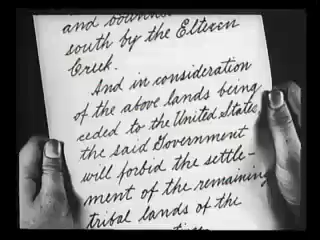 and
south by the Elteen
Creek.
And in consideration
of the above lands being
ceded to the United States
the said Government
will forbid the settle-
ment of the remaining
tribal lands of the